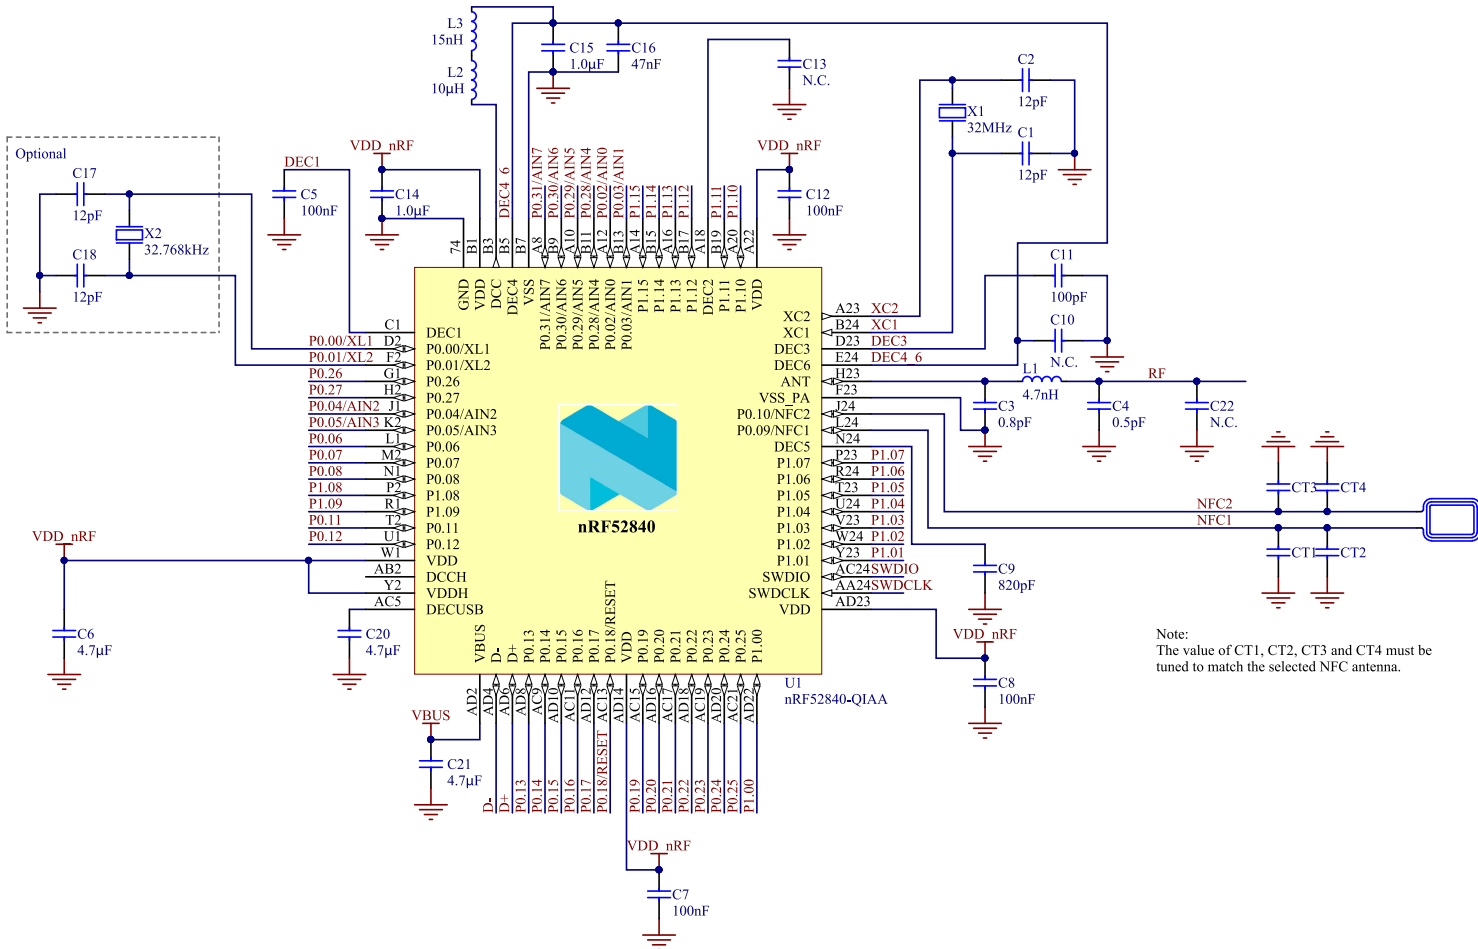 L3
15nH
L2
10µH
C15
1.0µF
C16
47nF
C13
N.C.
C2
12pF
X1
32MHz
C1
12pF
Optional
C17
12pF
X2
32.768kHz
C18
12pF
DEC1
C5
100nF
VDD_nRF
C14
1.0µF
DEC4_6
P0.31/AIN7
P0.30/AIN6
P0.29/AIN5
P0.28/AIN4
P0.02/AIN0
P0.03/AIN1
P1.15
P1.14
P1.13
P1.12
P1.11
P1.10
VDD_nRF
C12
100nF
74
B1
B3
B5
B7
A8
B9
A10
B11
A12
B13
A14
B15
A16
B17
A18
B19
A20
A22
GND
VDD
DCC
DEC4
VSS
P0.31/AIN7
P0.30/AIN6
P0.29/AIN5
P0.28/AIN4
P0.02/AIN0
P0.03/AIN1
P1.15
P1.14
P1.13
P1.12
DEC2
P1.11
P1.10
VDD
C1 DEC1
P0.00/XL1 D2 P0.00/XL1
P0.01/XL2 F2 P0.01/XL2
P0.26 G1 P0.26
P0.27 H2 P0.27
P0.04/AIN2 J1 P0.04/AIN2
P0.05/AIN3 K2 P0.05/AIN3
P0.06 L1 P0.06
P0.07 M2 P0.07
P0.08 N1 P0.08
P1.08 P2 P1.08
P1.09 R1 P1.09
P0.11 T2 P0.11
P0.12 U1 P0.12
W1 VDD
AB2 DCCH
Y2 VDDH
AC5 DECUSB
VDD_nRF
C6
4.7µF
C20
4.7µF
nRF52840
XC2 A23 XC2
XC1 B24 XC1
DEC3 D23 DEC3
DEC6 E24 DEC4_6
ANT H23
VSS_PA F23
P0.10/NFC2 J24
P0.09/NFC1 L24
DEC5 N24
P1.07 P23 P1.07
P1.06 R24 P1.06
P1.05 T23 P1.05
P1.04 U24 P1.04
P1.03 V23 P1.03
P1.02 W24 P1.02
P1.01 Y23 P1.01
SWDIO AC24 SWDIO
SWDCLK AA24 SWDCLK
VDD AD23
C11
100pF
C10
N.C.
L1
4.7nH
RF
C3
0.8pF
C4
0.5pF
C22
N.C.
CT3
CT4
NFC2
NFC1
CT1
CT2
C9
820pF
VDD_nRF
C8
100nF
Note:
The value of CT1, CT2, CT3 and CT4 must be
tuned to match the selected NFC antenna.
VBUS
D-
D+
P0.13
P0.14
P0.15
P0.16
P0.17
P0.18/RESET
VDD
P0.19
P0.20
P0.21
P0.22
P0.23
P0.24
P0.25
P1.00
U1
nRF52840-QIAA
AD2
AD4
AD6
AD8
AC9
AD10
AC11
AD12
AC13
AD14
AC15
AD16
AC17
AD18
AC19
AD20
AC21
AD22
VBUS
C21
4.7µF
D-
D+
P0.13
P0.14
P0.15
P0.16
P0.17
P0.18/RESET
P0.19
P0.20
P0.21
P0.22
P0.23
P0.24
P0.25
P1.00
VDD_nRF
C7
100nF